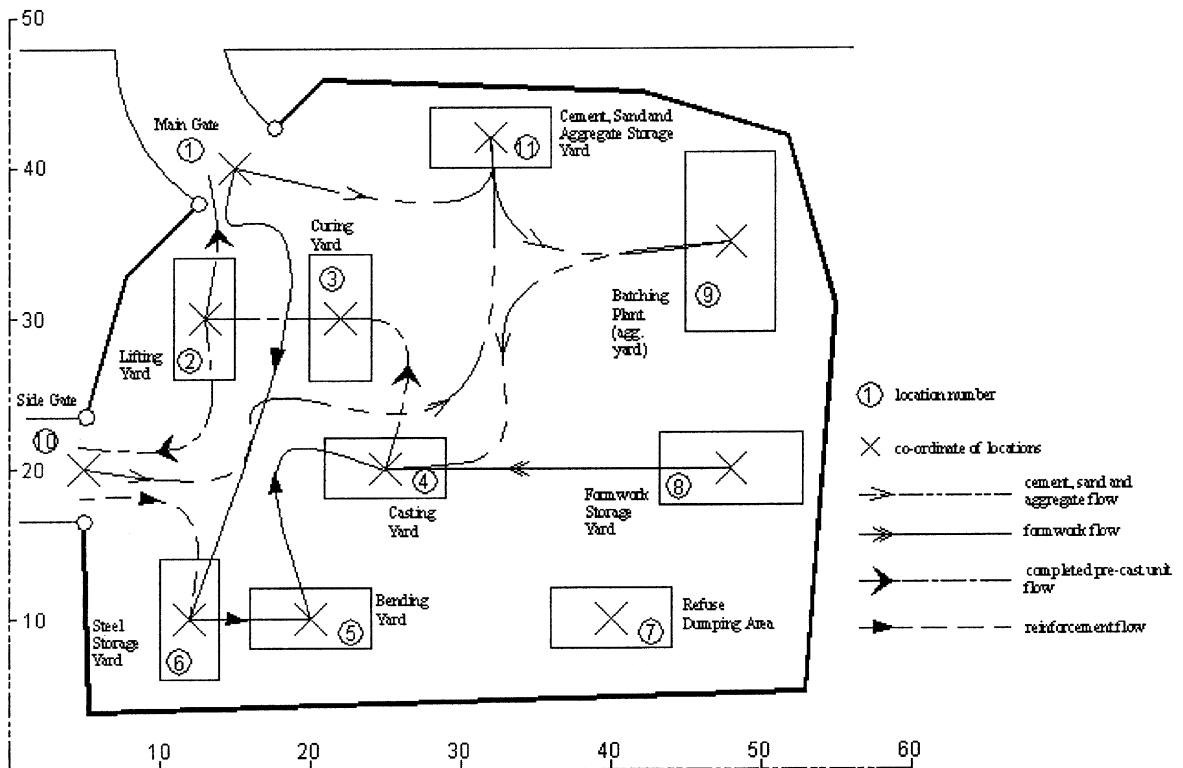 50
40
30
20
10
10
20
30
40
50
60
Main Gate
1
Cement, Sand and
Aggregate Storage
Yard
11
Curing
Yard
3
Lifting
Yard
2
Batching
Plant
(agg.
yard)
9
Side Gate
10
4
Casting
Yard
Formwork
Storage
Yard
8
Steel
Storage
Yard
6
Bending
Yard
5
7
Refuse
Dumping Area
1 location number
co-ordinate of locations
cement, sand and
aggregate flow
formwork flow
completed pre-cast unit
flow
reinforcement flow